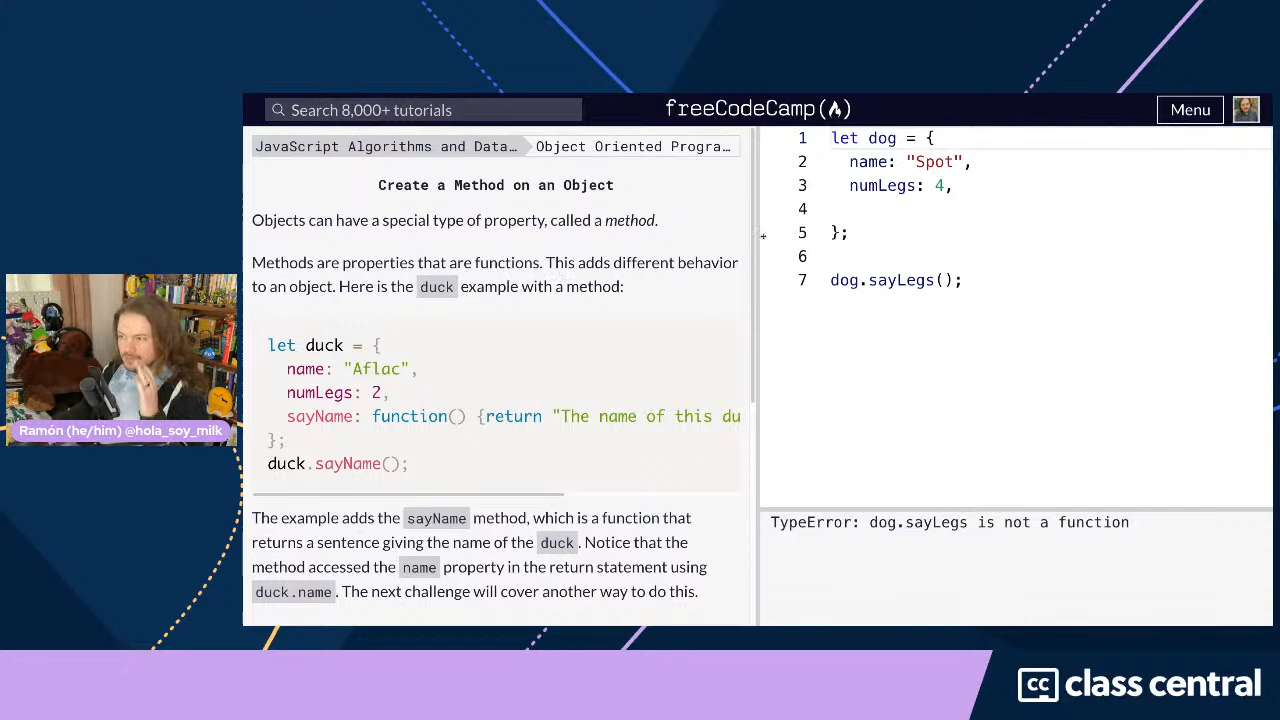 Search 8,000+ tutorials
freeCodeCamp(🔥)
Menu
JavaScript Algorithms and Data…
Object Oriented Progra…
Create a Method on an Object
Objects can have a special type of property, called a method.
Methods are properties that are functions. This adds different behavior
to an object. Here is the duck example with a method:
let duck = {
name: "Aflac",
numLegs: 2,
sayName: function() {return "The name of this du
};
duck.sayName();
The example adds the sayName method, which is a function that
returns a sentence giving the name of the duck. Notice that the
method accessed the name property in the return statement using
duck.name. The next challenge will cover another way to do this.
1 let dog = {
2 name: "Spot",
3 numLegs: 4,
4
5 };
6
7 dog.sayLegs();
TypeError: dog.sayLegs is not a function
Ramón (he/him) @hola_soy_milk
cc class central